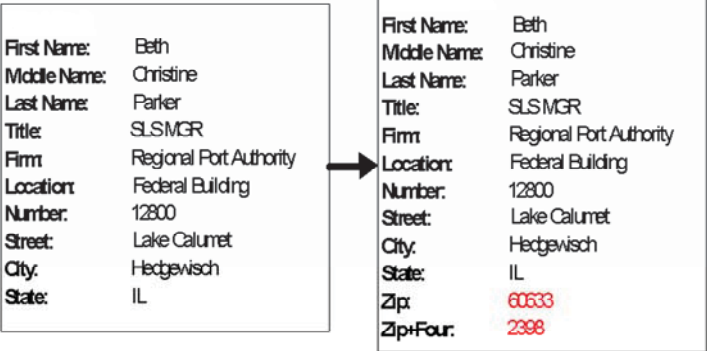 First Name: Beth
Middle Name: Christine
Last Name: Parker
Title: SLS MGR
Firm: Regional Port Authority
Location: Federal Building
Number: 12800
Street: Lake Calumet
City: Hedgewisch
State: IL
First Name: Beth
Middle Name: Christine
Last Name: Parker
Title: SLS MGR
Firm: Regional Port Authority
Location: Federal Building
Number: 12800
Street: Lake Calumet
City: Hedgewisch
State: IL
Zip: 60633
Zip+Four: 2398